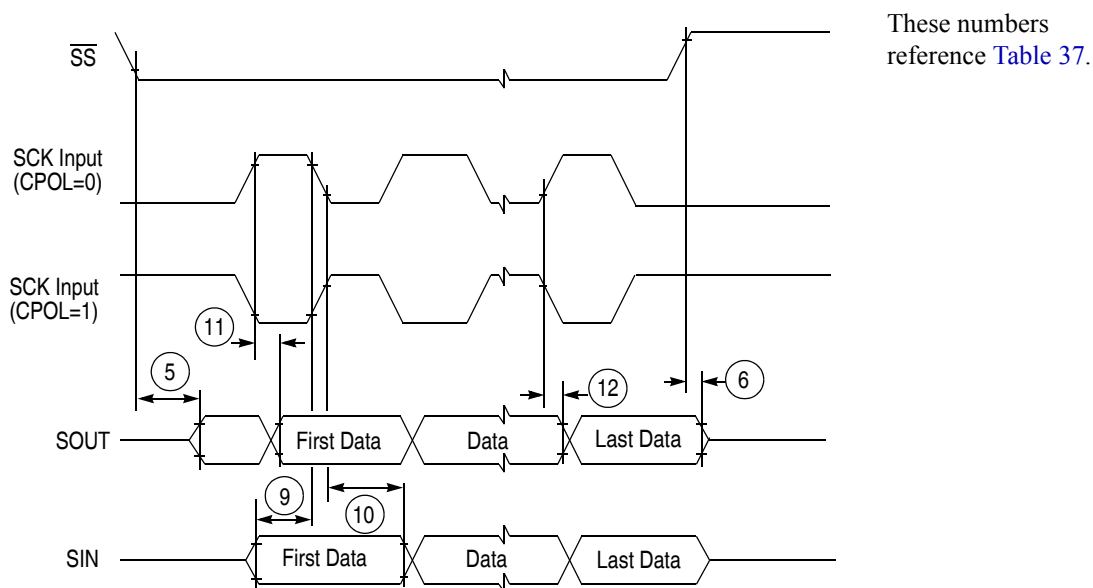 These numbers
reference Table 37.
SS
SCK Input
(CPOL=0)
SCK Input
(CPOL=1)
11
5
12
6
SOUT
First Data
Data
Last Data
9
10
SIN
First Data
Data
Last Data